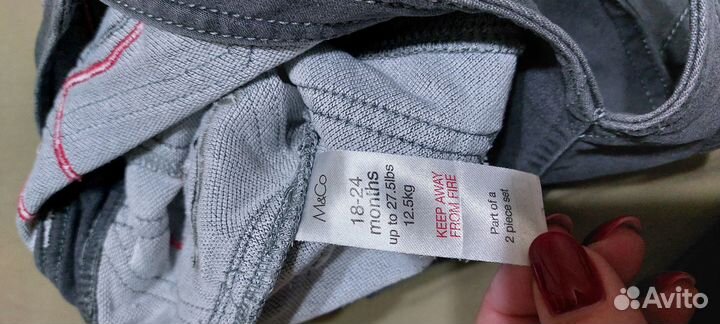 M&Co
18-24
months
up to 27.5lbs
12.5kg
KEEP AWAY
FROM FIRE
Part of a
2 piece set
Avito